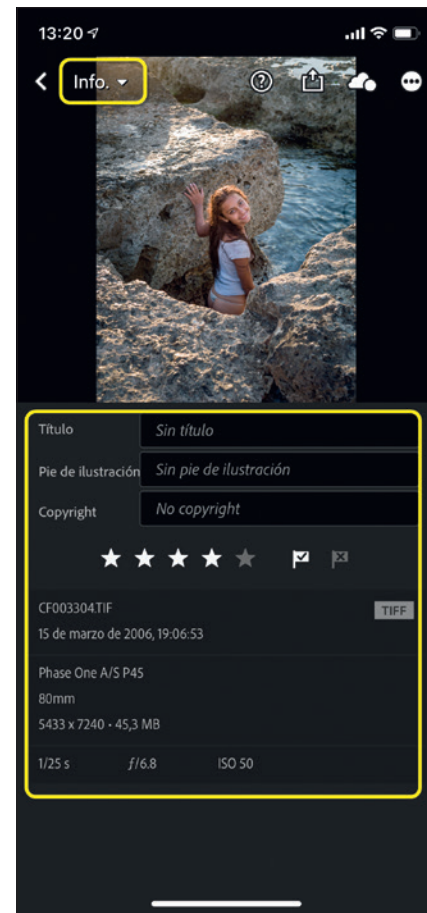 13:20
Info.
Título Sin título
Pie de ilustración Sin pie de ilustración
Copyright No copyright
CF003304.TIF TIFF
15 de marzo de 2006, 19:06:53
Phase One A/S P45
80mm
5433 x 7240 • 45,3 MB
1/25 s ƒ/6.8 ISO 50